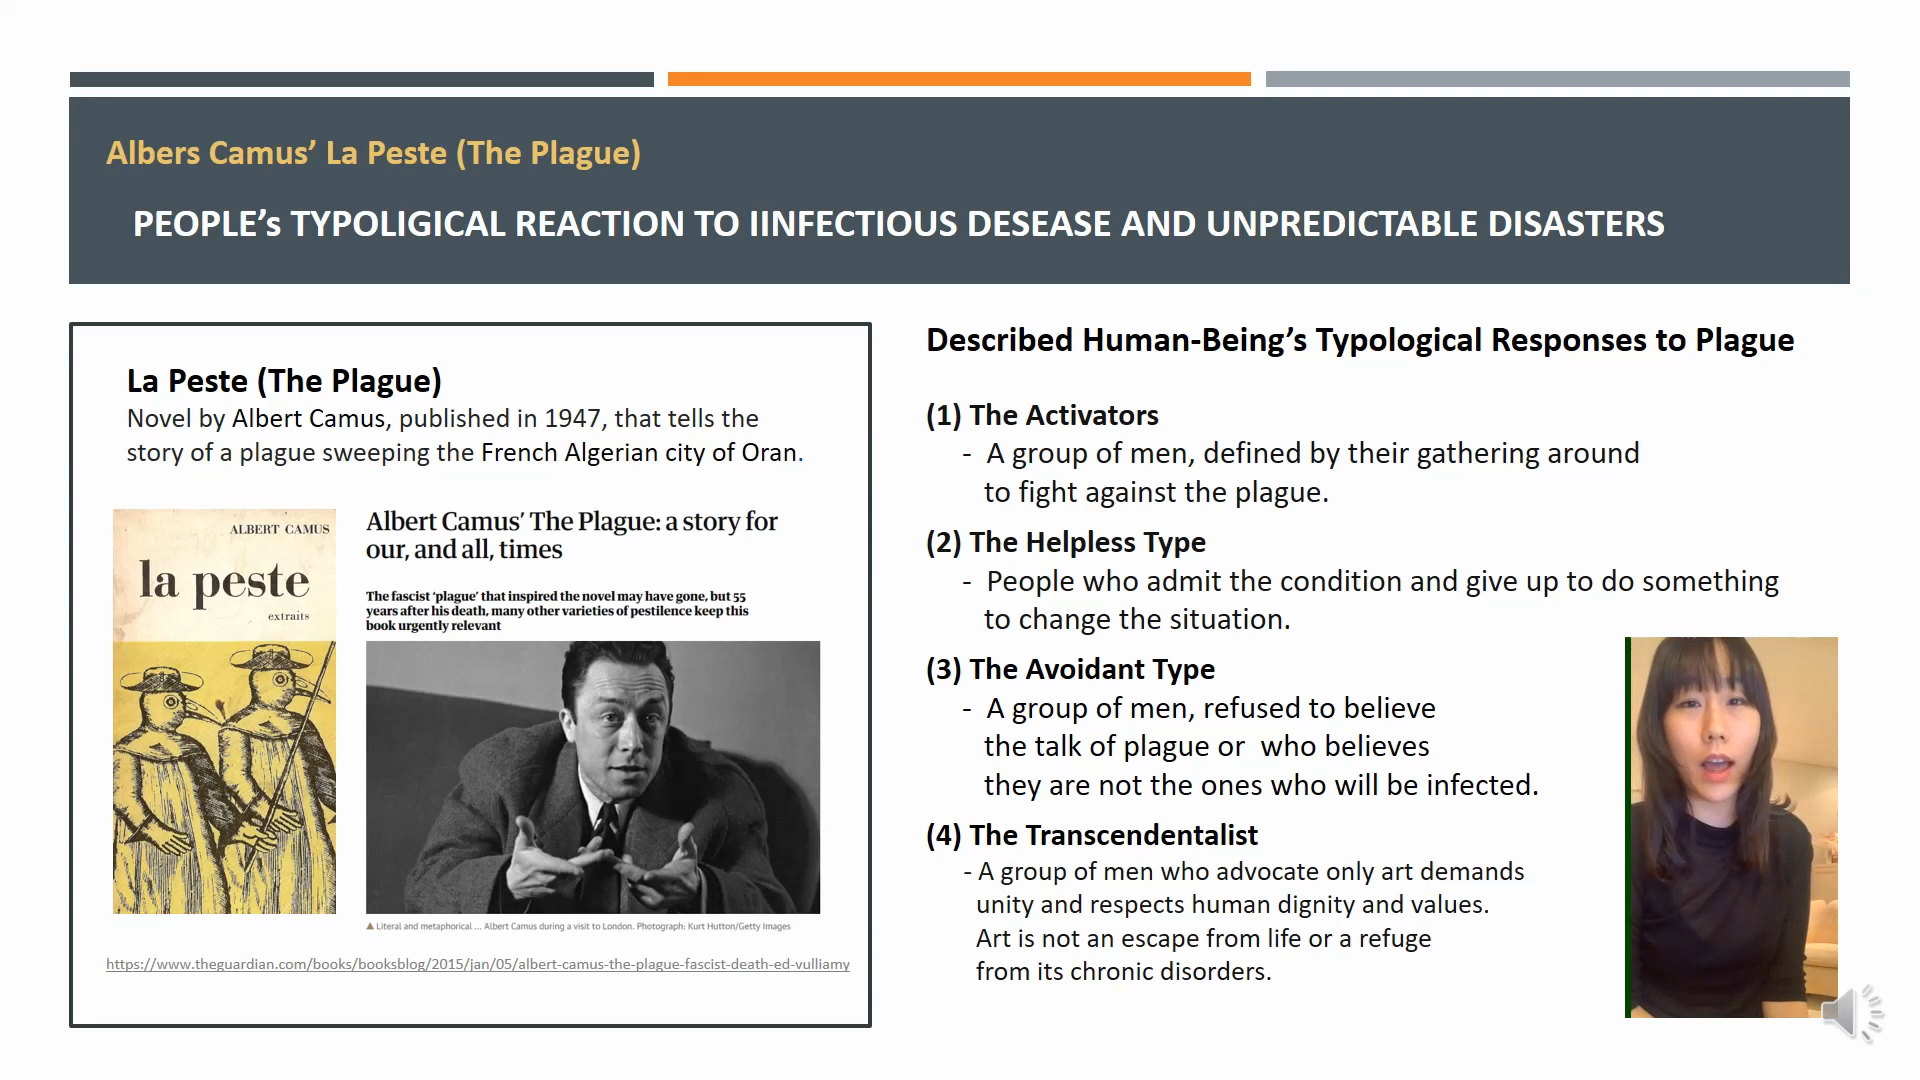 Albers Camus’ La Peste (The Plague)
PEOPLE’s TYPOLIGICAL REACTION TO IINFECTIOUS DESEASE AND UNPREDICTABLE DISASTERS
La Peste (The Plague)
Novel by Albert Camus, published in 1947, that tells the
story of a plague sweeping the French Algerian city of Oran.
ALBERT CAMUS
la peste
extraits
Albert Camus’ The Plague: a story for
our, and all, times
The fascist ‘plague’ that inspired the novel may have gone, but 55
years after his death, many other varieties of pestilence keep this
book urgently relevant
Literal and metaphorical ... Albert Camus during a visit to London. Photograph: Kurt Hutton/Getty Images
https://www.theguardian.com/books/booksblog/2015/jan/05/albert-camus-the-plague-fascist-death-ed-vulliamy
Described Human-Being’s Typological Responses to Plague
(1) The Activators
- A group of men, defined by their gathering around
to fight against the plague.
(2) The Helpless Type
- People who admit the condition and give up to do something
to change the situation.
(3) The Avoidant Type
- A group of men, refused to believe
the talk of plague or who believes
they are not the ones who will be infected.
(4) The Transcendentalist
- A group of men who advocate only art demands
unity and respects human dignity and values.
Art is not an escape from life or a refuge
from its chronic disorders.